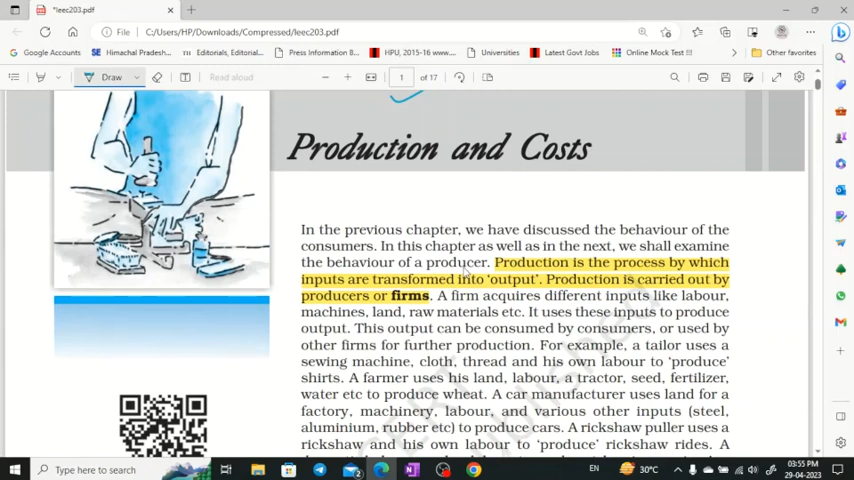 *leec203.pdf
File
C:/Users/HP/Downloads/Compressed/leec203.pdf
Google Accounts
Himachal Pradesh...
Editorials, Editorial...
Press Information B...
HPU, 2015-16 www....
Universities
Latest Govt Jobs
Online Mock Test !!!
Other favorites
Draw
Read aloud
1
of 17
Production and Costs
In the previous chapter, we have discussed the behaviour of the
consumers. In this chapter as well as in the next, we shall examine
the behaviour of a producer. Production is the process by which
inputs are transformed into ‘output’. Production is carried out by
producers or firms. A firm acquires different inputs like labour,
machines, land, raw materials etc. It uses these inputs to produce
output. This output can be consumed by consumers, or used by
other firms for further production. For example, a tailor uses a
sewing machine, cloth, thread and his own labour to ‘produce’
shirts. A farmer uses his land, labour, a tractor, seed, fertilizer,
water etc to produce wheat. A car manufacturer uses land for a
factory, machinery, labour, and various other inputs (steel,
aluminium, rubber etc) to produce cars. A rickshaw puller uses a
rickshaw and his own labour to ‘produce’ rickshaw rides. A
Type here to search
30°C
EN
03:55 PM
29-04-2023